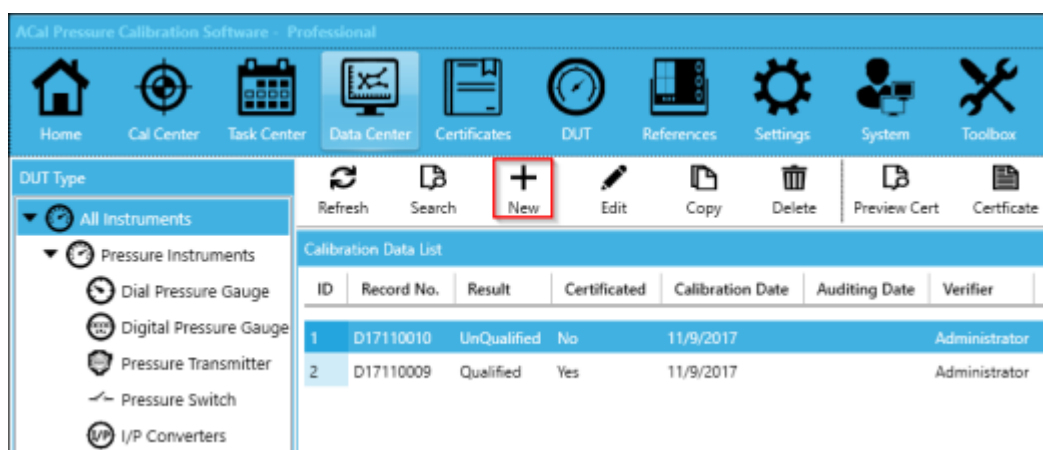 ACal Pressure Calibration Software - Professional
Home Cal Center Task Center Data Center Certificates DUT References Settings System Toolbox
DUT Type
Refresh Search New Edit Copy Delete Preview Cert Certficate
All Instruments
Pressure Instruments
Dial Pressure Gauge
Digital Pressure Gauge
Pressure Transmitter
Pressure Switch
I/P I/P Converters
Calibration Data List
ID Record No. Result Certificated Calibration Date Auditing Date Verifier
1 D17110010 UnQualified No 11/9/2017 Administrator
2 D17110009 Qualified Yes 11/9/2017 Administrator